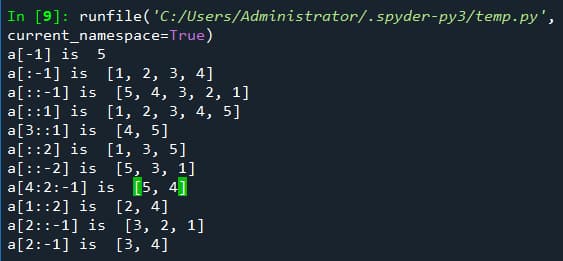 In [9]: runfile('C:/Users/Administrator/.spyder-py3/temp.py',
current_namespace=True)
a[-1] is  5
a[:-1] is  [1, 2, 3, 4]
a[::-1] is  [5, 4, 3, 2, 1]
a[::1] is  [1, 2, 3, 4, 5]
a[3::1] is  [4, 5]
a[::2] is  [1, 3, 5]
a[::-2] is  [5, 3, 1]
a[4:2:-1] is  [5, 4]
a[1::2] is  [2, 4]
a[2::-1] is  [3, 2, 1]
a[2:-1] is  [3, 4]